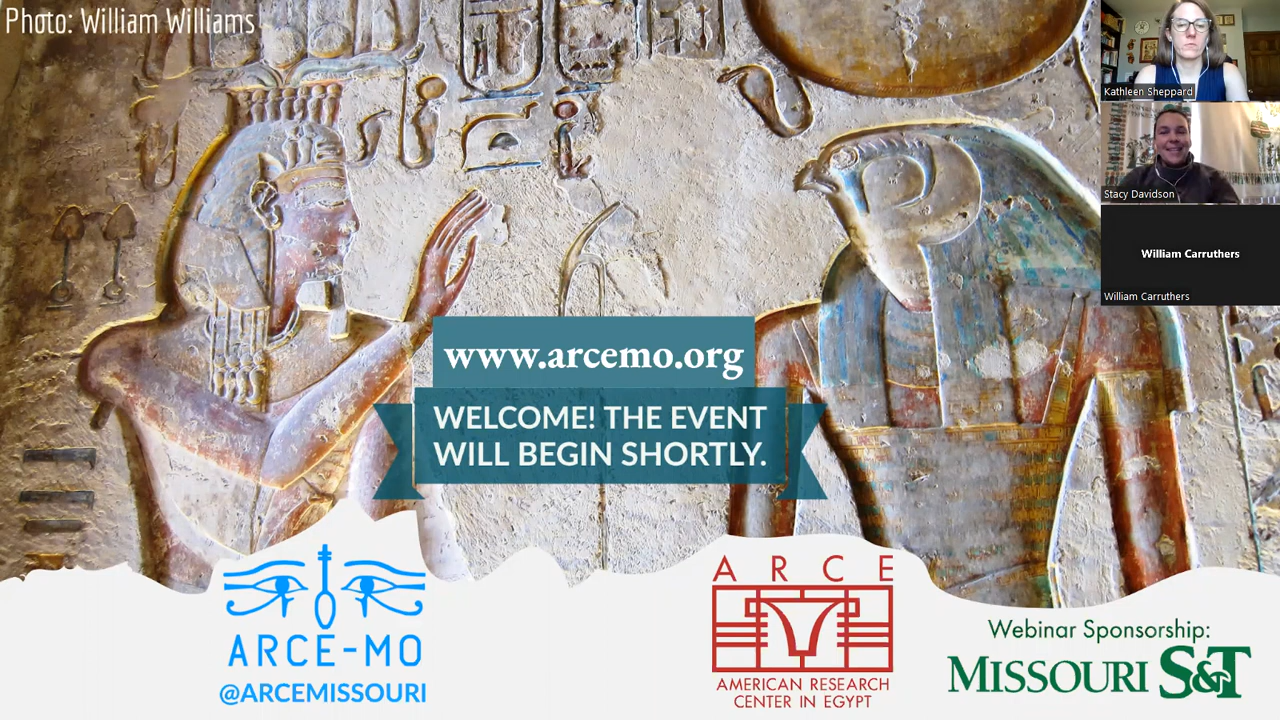 Photo: William Williams
Kathleen Sheppard
Stacy Davidson
William Carruthers
William Carruthers
www.arcemo.org
WELCOME! THE EVENT
WILL BEGIN SHORTLY.
ARCE-MO
@ARCEMISSOURI
ARCE
AMERICAN RESEARCH
CENTER IN EGYPT
Webinar Sponsorship:
MISSOURI S&T